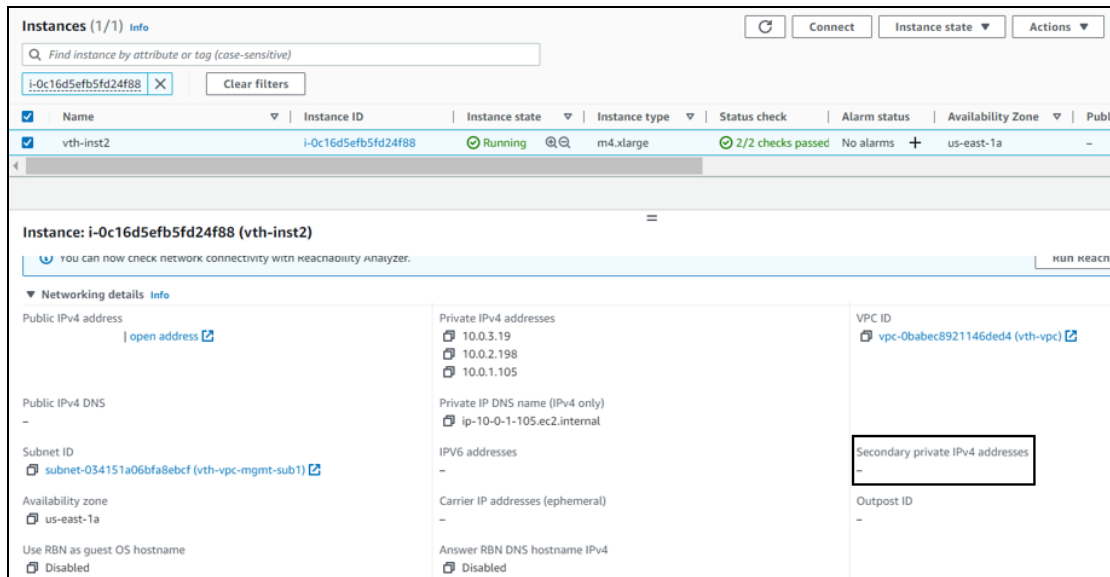 Instances (1/1) Info
Connect Instance state Actions
Find instance by attribute or tag (case-sensitive)
i-0c16d5efb5fd24f88 Clear filters
Name Instance ID Instance state Instance type Status check Alarm status Availability Zone Publ
vth-inst2 i-0c16d5efb5fd24f88 Running m4.xlarge 2/2 checks passed No alarms + us-east-1a –
Instance: i-0c16d5efb5fd24f88 (vth-inst2)
You can now check network connectivity with Reachability Analyzer. Run Reach
Networking details Info
Public IPv4 address Private IPv4 addresses VPC ID
| open address 10.0.3.19 vpc-0babec8921146ded4 (vth-vpc)
10.0.2.198
10.0.1.105
Public IPv4 DNS Private IP DNS name (IPv4 only)
– ip-10-0-1-105.ec2.internal
Subnet ID IPV6 addresses Secondary private IPv4 addresses
subnet-034151a06bfa8ebcf (vth-vpc-mgmt-sub1) – –
Availability zone Carrier IP addresses (ephemeral) Outpost ID
us-east-1a – –
Use RBN as guest OS hostname Answer RBN DNS hostname IPv4
Disabled Disabled